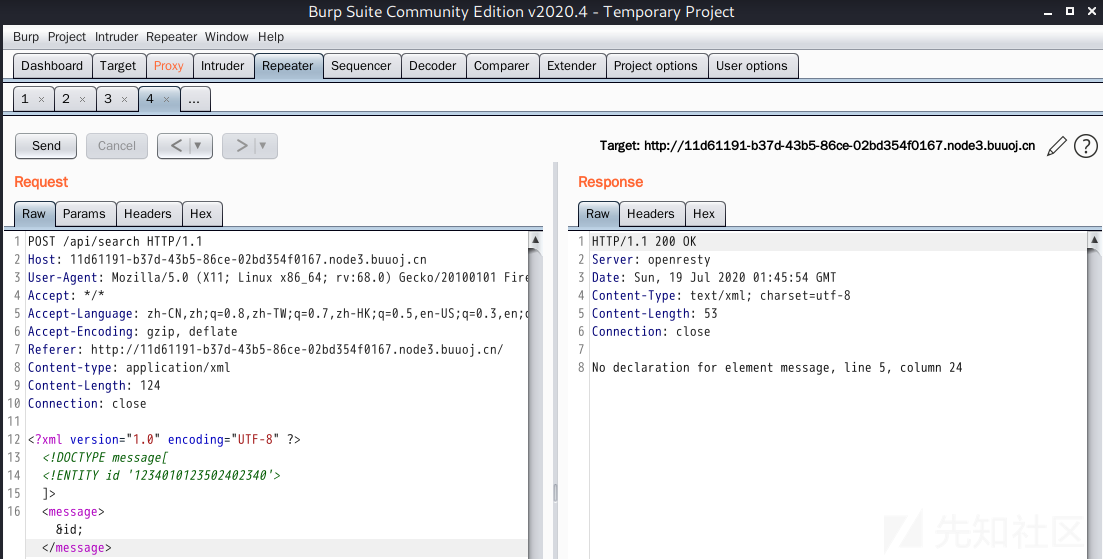 Burp Suite Community Edition v2020.4 - Temporary Project
Burp Project Intruder Repeater Window Help
Dashboard Target Proxy Intruder Repeater Sequencer Decoder Comparer Extender Project options User options
1 × 2 × 3 × 4 × ...
Send Cancel < > Target: http://11d61191-b37d-43b5-86ce-02bd354f0167.node3.buuoj.cn ?
Request
Raw Params Headers Hex
1 POST /api/search HTTP/1.1
2 Host: 11d61191-b37d-43b5-86ce-02bd354f0167.node3.buuoj.cn
3 User-Agent: Mozilla/5.0 (X11; Linux x86_64; rv:68.0) Gecko/20100101 Fire
4 Accept: */*
5 Accept-Language: zh-CN,zh;q=0.8,zh-TW;q=0.7,zh-HK;q=0.5,en-US;q=0.3,en;q
6 Accept-Encoding: gzip, deflate
7 Referer: http://11d61191-b37d-43b5-86ce-02bd354f0167.node3.buuoj.cn/
8 Content-type: application/xml
9 Content-Length: 124
10 Connection: close
11
12 <?xml version="1.0" encoding="UTF-8" ?>
13 <!DOCTYPE message[
14 <!ENTITY id '1234010123502402340'>
15 ]>
16 <message>
&id;
</message>
Response
Raw Headers Hex
1 HTTP/1.1 200 OK
2 Server: openresty
3 Date: Sun, 19 Jul 2020 01:45:54 GMT
4 Content-Type: text/xml; charset=utf-8
5 Content-Length: 53
6 Connection: close
7
8 No declaration for element message, line 5, column 24
先知社区